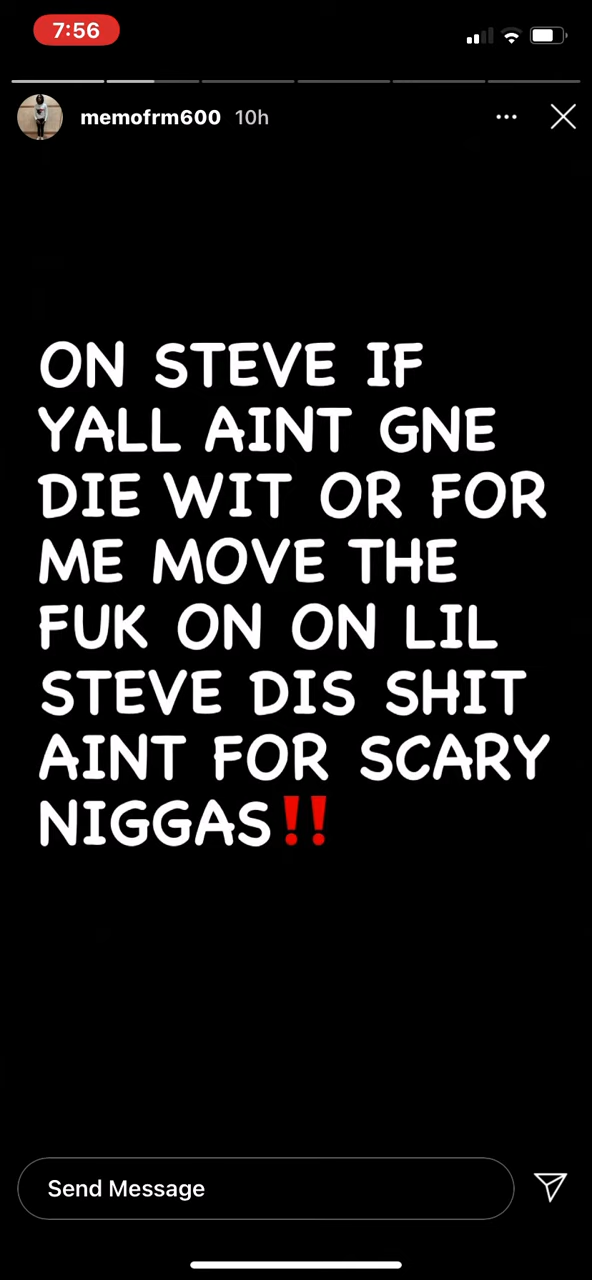 7:56
memofrm600 10h
ON STEVE IF
YALL AINT GNE
DIE WIT OR FOR
ME MOVE THE
FUK ON ON LIL
STEVE DIS SHIT
AINT FOR SCARY
NIGGAS‼️
Send Message